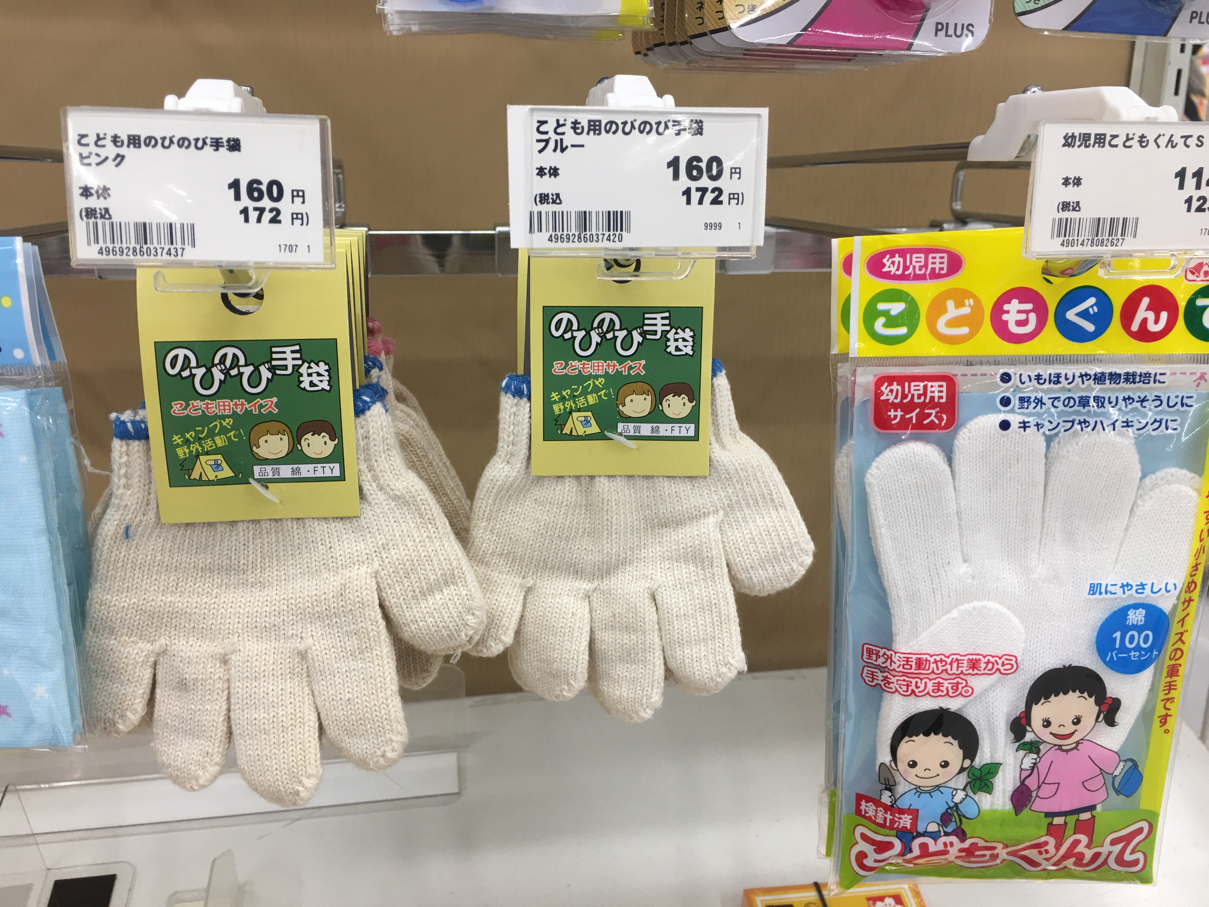 PLUS
こども用のびのび手袋
ピンク
本体 160円
(税込 172円)
4969286037437
1707 1
のびのび手袋
こども用サイズ
キャンプや
野外活動で!
品質 綿・FTY
こども用のびのび手袋
ブルー
本体 160円
(税込 172円)
4969286037420
9999 1
のびのび手袋
こども用サイズ
キャンプや
野外活動で!
品質 綿・FTY
幼児用こどもぐんてS
本体
(税込
4901478082627
幼児用
こどもぐん
幼児用
サイズ
●いもほりや植物栽培に
●野外での草取りやそうじに
●キャンプやハイキングに
肌にやさしい
綿
100
パーセント
小さめサイズの軍手です。
野外活動や作業から
手を守ります。
検針済
こどもぐんて